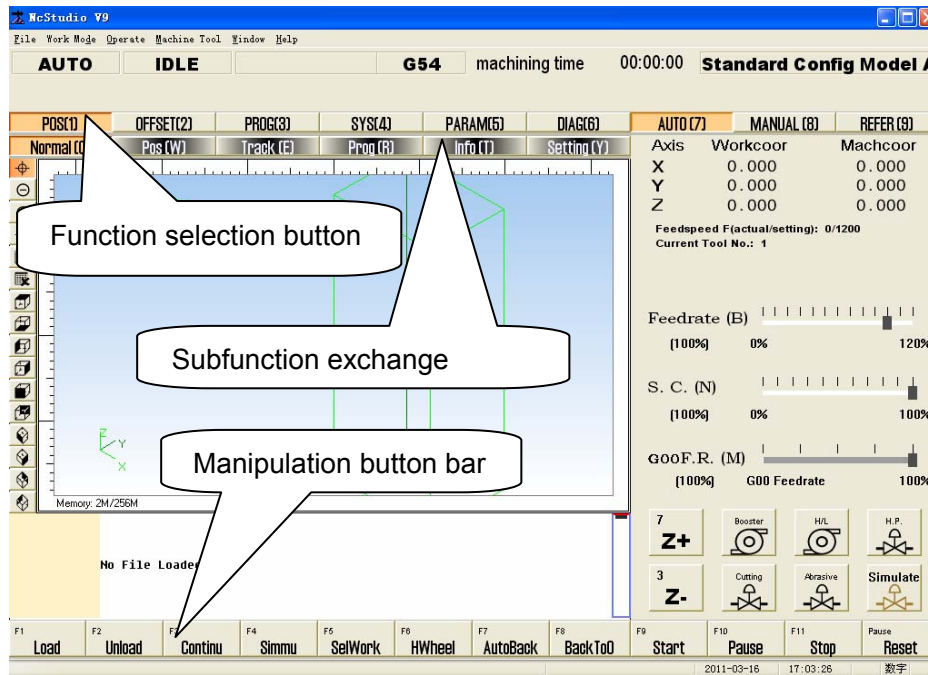 NcStudio V9
File Work Mode Operate Machine Tool Window Help
AUTO IDLE G54 machining time 00:00:00 Standard Config Model
POS(1) OFFSET(2) PROG(3) SYS(4) PARAM(5) DIAG(6) AUTO (7) MANUAL (8) REFER (9)
Normal Pos (W) Track (E) Prog (R) Info (T) Setting (Y)
Axis Workcoor Machcoor
X 0.000 0.000
Y 0.000 0.000
Z 0.000 0.000
Feedspeed F(actual/setting): 0/1200
Current Tool No.: 1
Function selection button
Feedrate (B)
(100%) 0% 120%
Subfunction exchange
S. C. (N)
(100%) 0% 100%
Z
Y
X
Manipulation button bar
G00F.R. (M)
(100%) G00 Feedrate 100%
Memory: 2M/256M
No File Loaded
7 Z+ Booster H/L H.P.
3 Z- Cutting Abrasive Simulate
F1 Load F2 Unload F3 Continu F4 Simmu F5 SelWork F6 HWheel F7 AutoBack F8 BackTo0 F9 Start F10 Pause F11 Stop Pause Reset
2011-03-16 17:03:26 数字